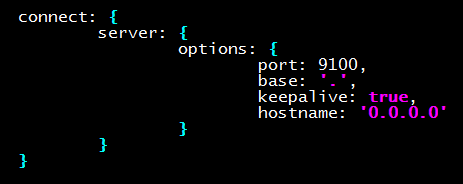 connect: {
        server: {
                options: {
                        port: 9100,
                        base: '.',
                        keepalive: true,
                        hostname: '0.0.0.0'
                }
        }
}